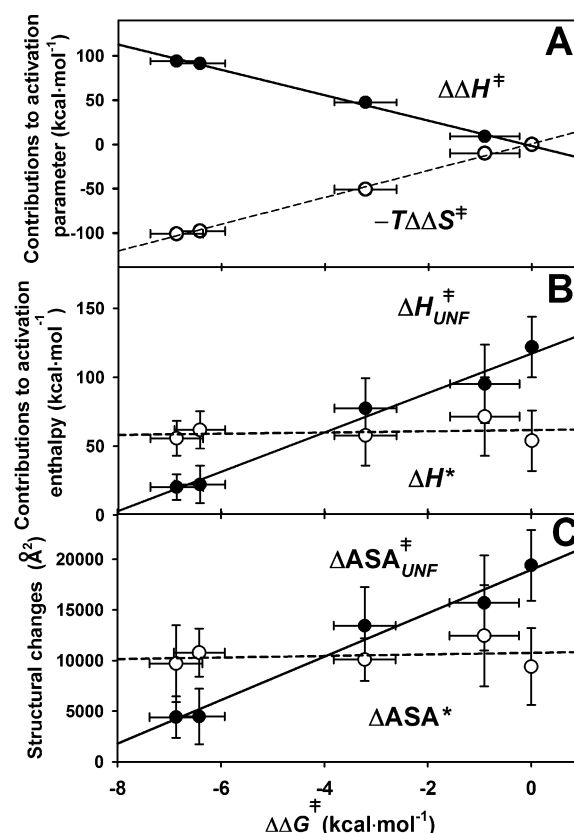 A
Contributions to activation
parameter (kcal·mol⁻¹)
100
50
0
-50
-100
ΔΔH‡
−TΔΔS‡
B
Contributions to activation
enthalpy (kcal·mol⁻¹)
150
100
50
0
ΔH‡UNF
ΔH*
C
Structural changes (Å²)
20000
15000
10000
5000
0
ΔASA‡UNF
ΔASA*
-8 -6 -4 -2 0
ΔΔG‡ (kcal·mol⁻¹)